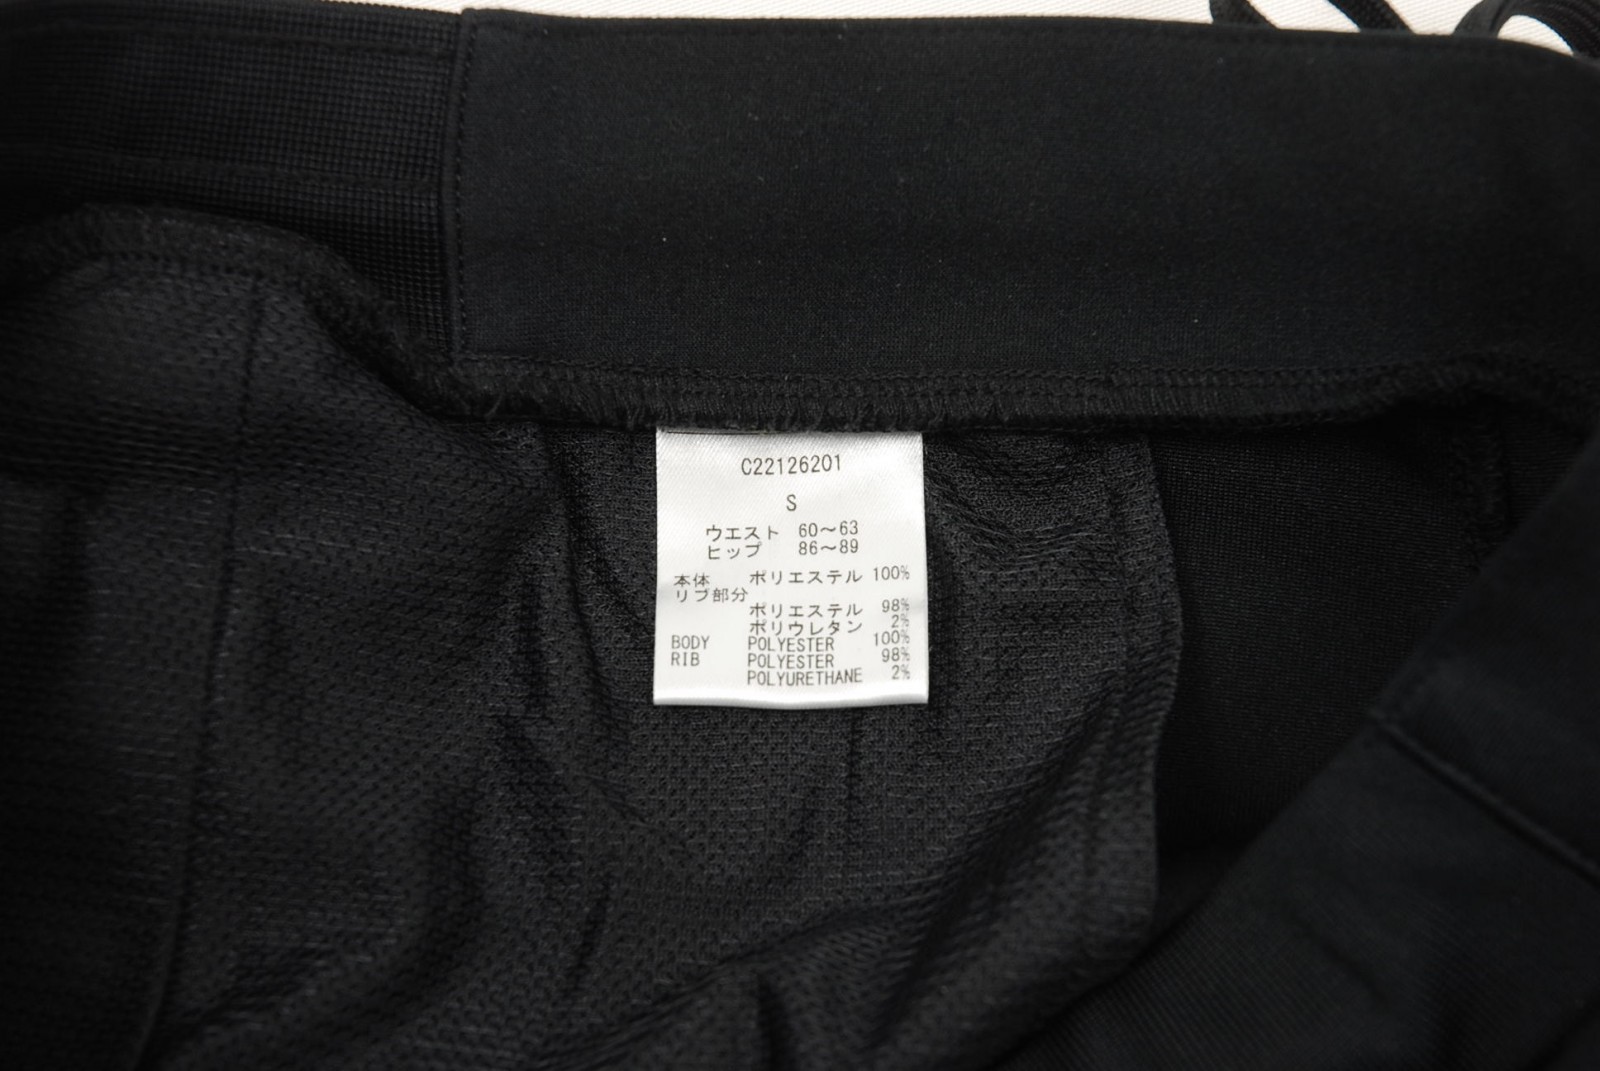 C22126201
S
ウエスト 60～63
ヒップ 86～89
本体 ポリエステル 100%
リブ部分
ポリエステル 98%
ポリウレタン 2%
BODY POLYESTER 100%
RIB POLYESTER 98%
POLYURETHANE 2%